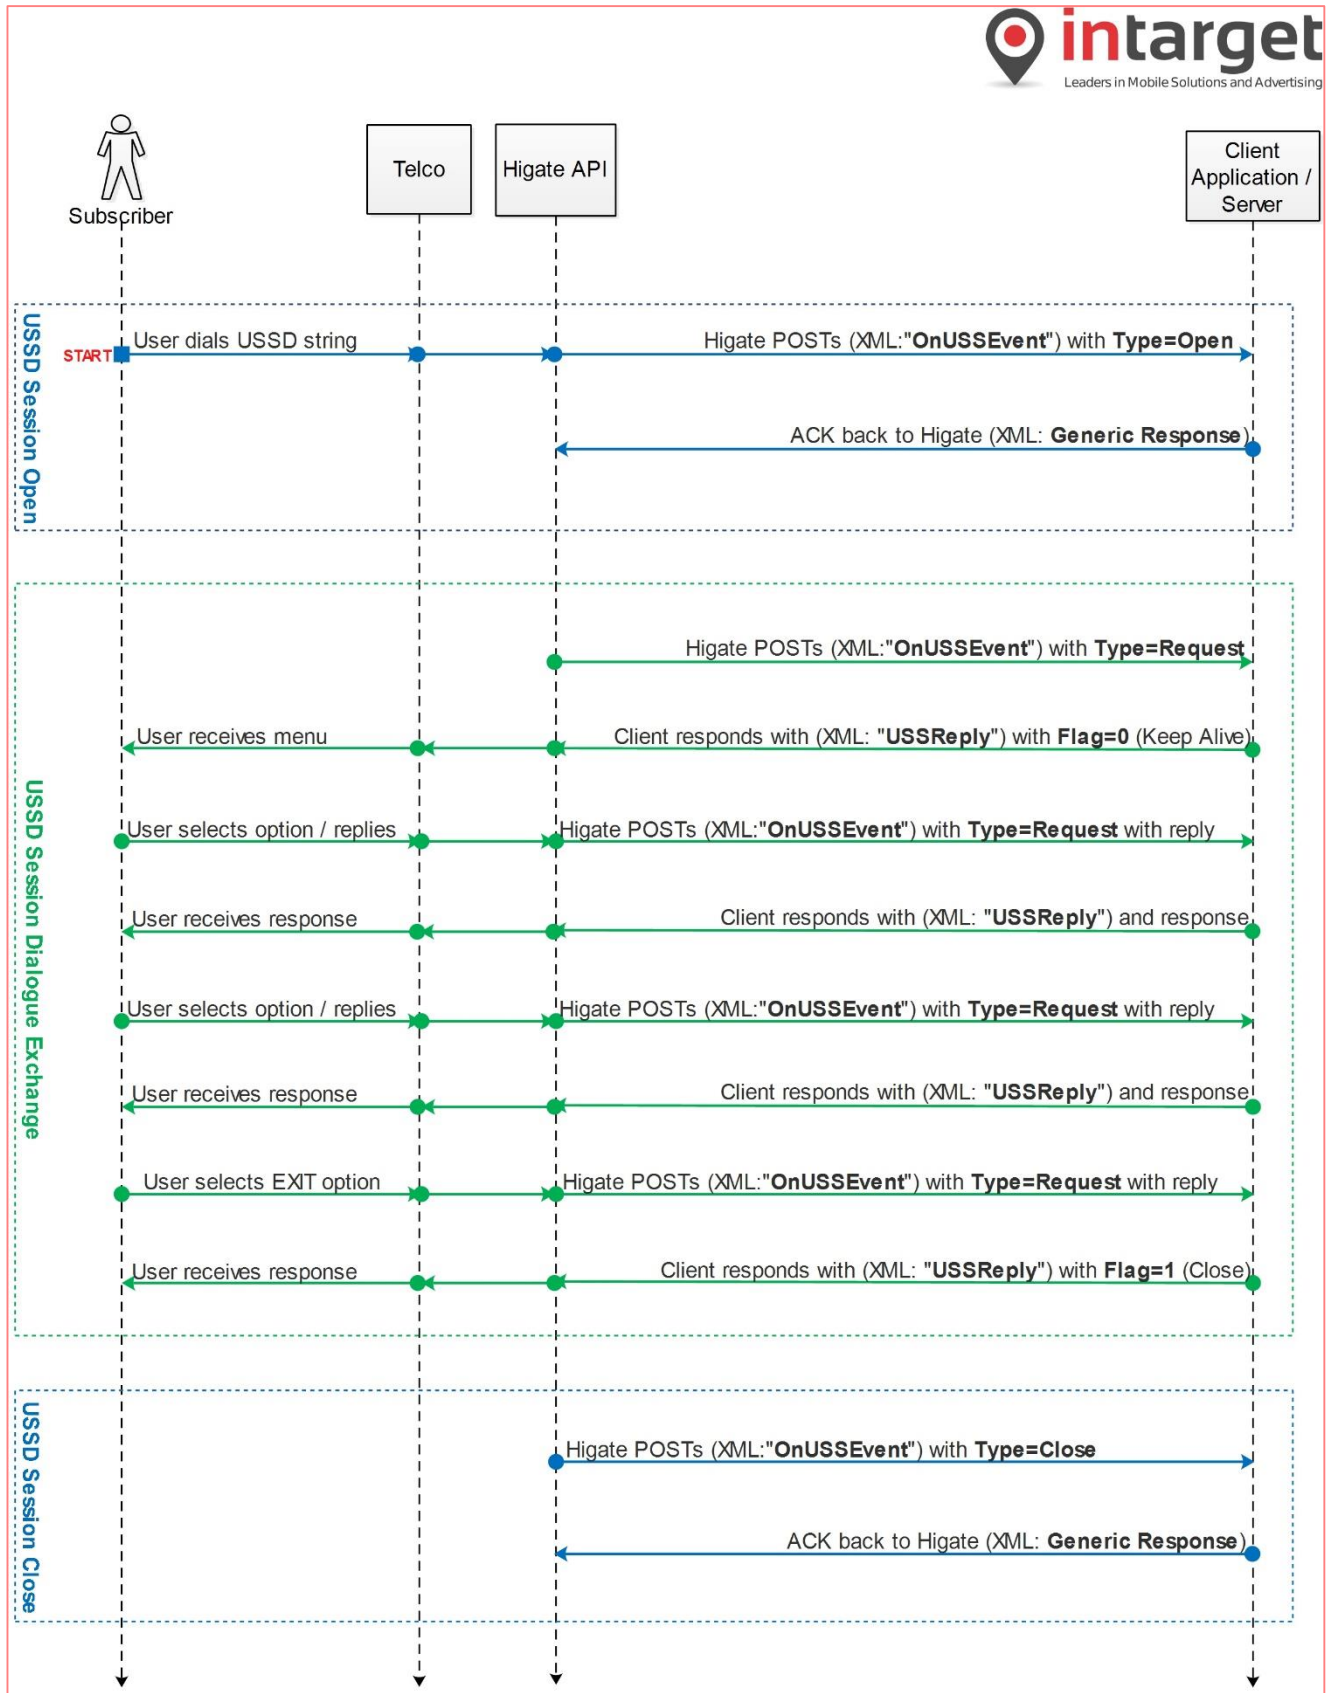 intarget
Leaders in Mobile Solutions and Advertising
Subscriber
Telco
Higate API
Client
Application /
Server
USSD Session Open
START
User dials USSD string
Higate POSTs (XML:"OnUSSEvent") with Type=Open
ACK back to Higate (XML: Generic Response)
USSD Session Dialogue Exchange
Higate POSTs (XML:"OnUSSEvent") with Type=Request
User receives menu
Client responds with (XML: "USSReply") with Flag=0 (Keep Alive)
User selects option / replies
Higate POSTs (XML:"OnUSSEvent") with Type=Request with reply
User receives response
Client responds with (XML: "USSReply") and response
User selects option / replies
Higate POSTs (XML:"OnUSSEvent") with Type=Request with reply
User receives response
Client responds with (XML: "USSReply") and response
User selects EXIT option
Higate POSTs (XML:"OnUSSEvent") with Type=Request with reply
User receives response
Client responds with (XML: "USSReply") with Flag=1 (Close)
USSD Session Close
Higate POSTs (XML:"OnUSSEvent") with Type=Close
ACK back to Higate (XML: Generic Response)